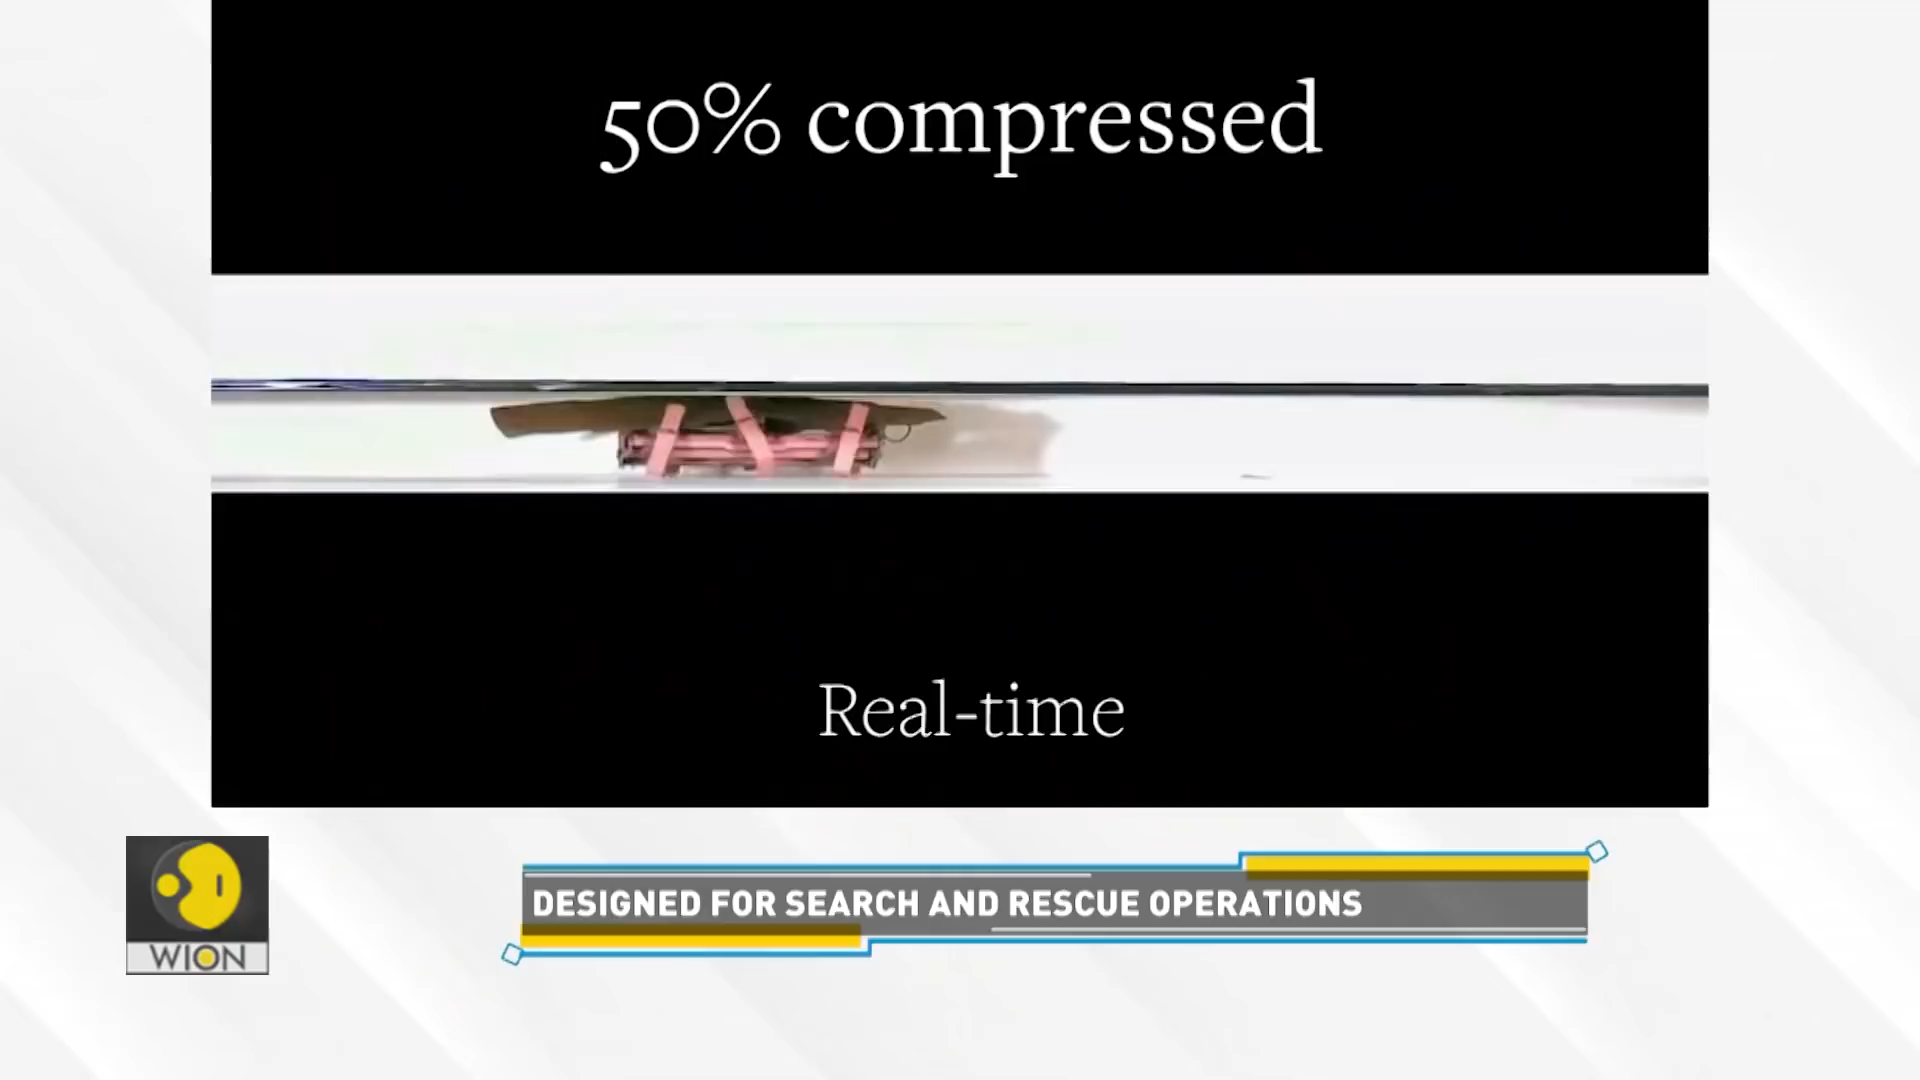 50% compressed
Real-time
DESIGNED FOR SEARCH AND RESCUE OPERATIONS
WION